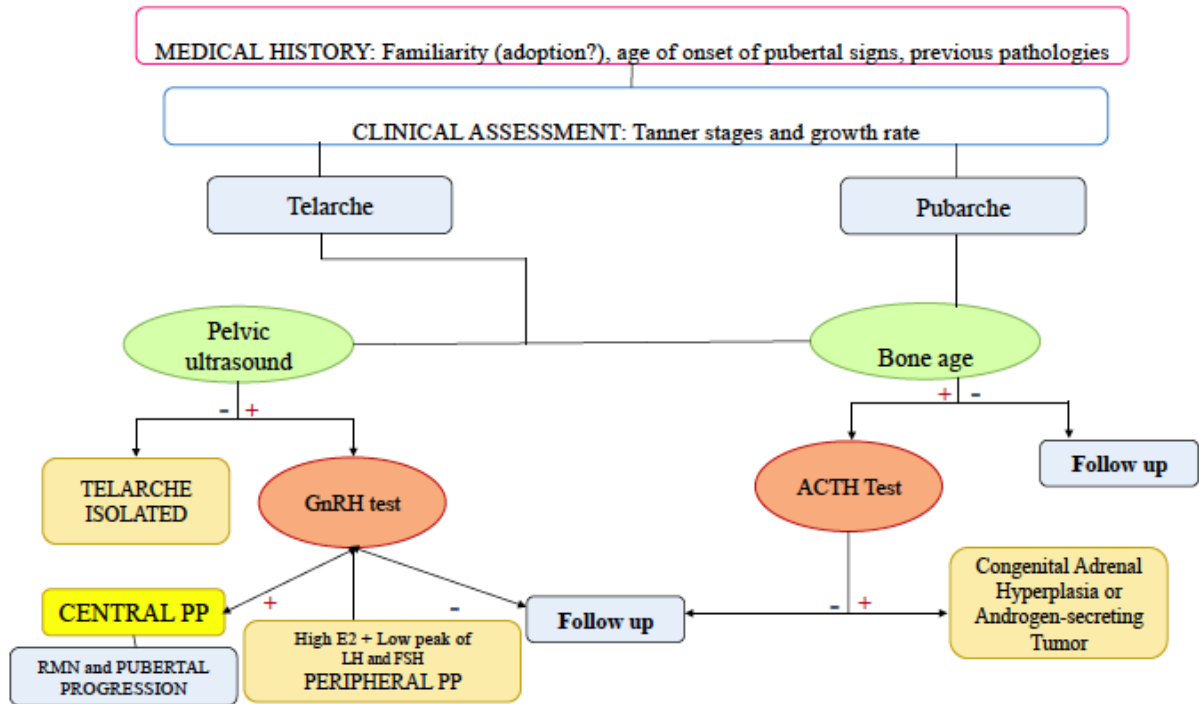 MEDICAL HISTORY: Familiarity (adoption?), age of onset of pubertal signs, previous pathologies
CLINICAL ASSESSMENT: Tanner stages and growth rate
Telarche
Pubarche
Pelvic
ultrasound
Bone age
- +
+ -
TELARCHE
ISOLATED
GnRH test
ACTH Test
Follow up
CENTRAL PP
+
-
High E2 + Low peak of
LH and FSH
PERIPHERAL PP
Follow up
- +
Congenital Adrenal
Hyperplasia or
Androgen-secreting
Tumor
RMN and PUBERTAL
PROGRESSION